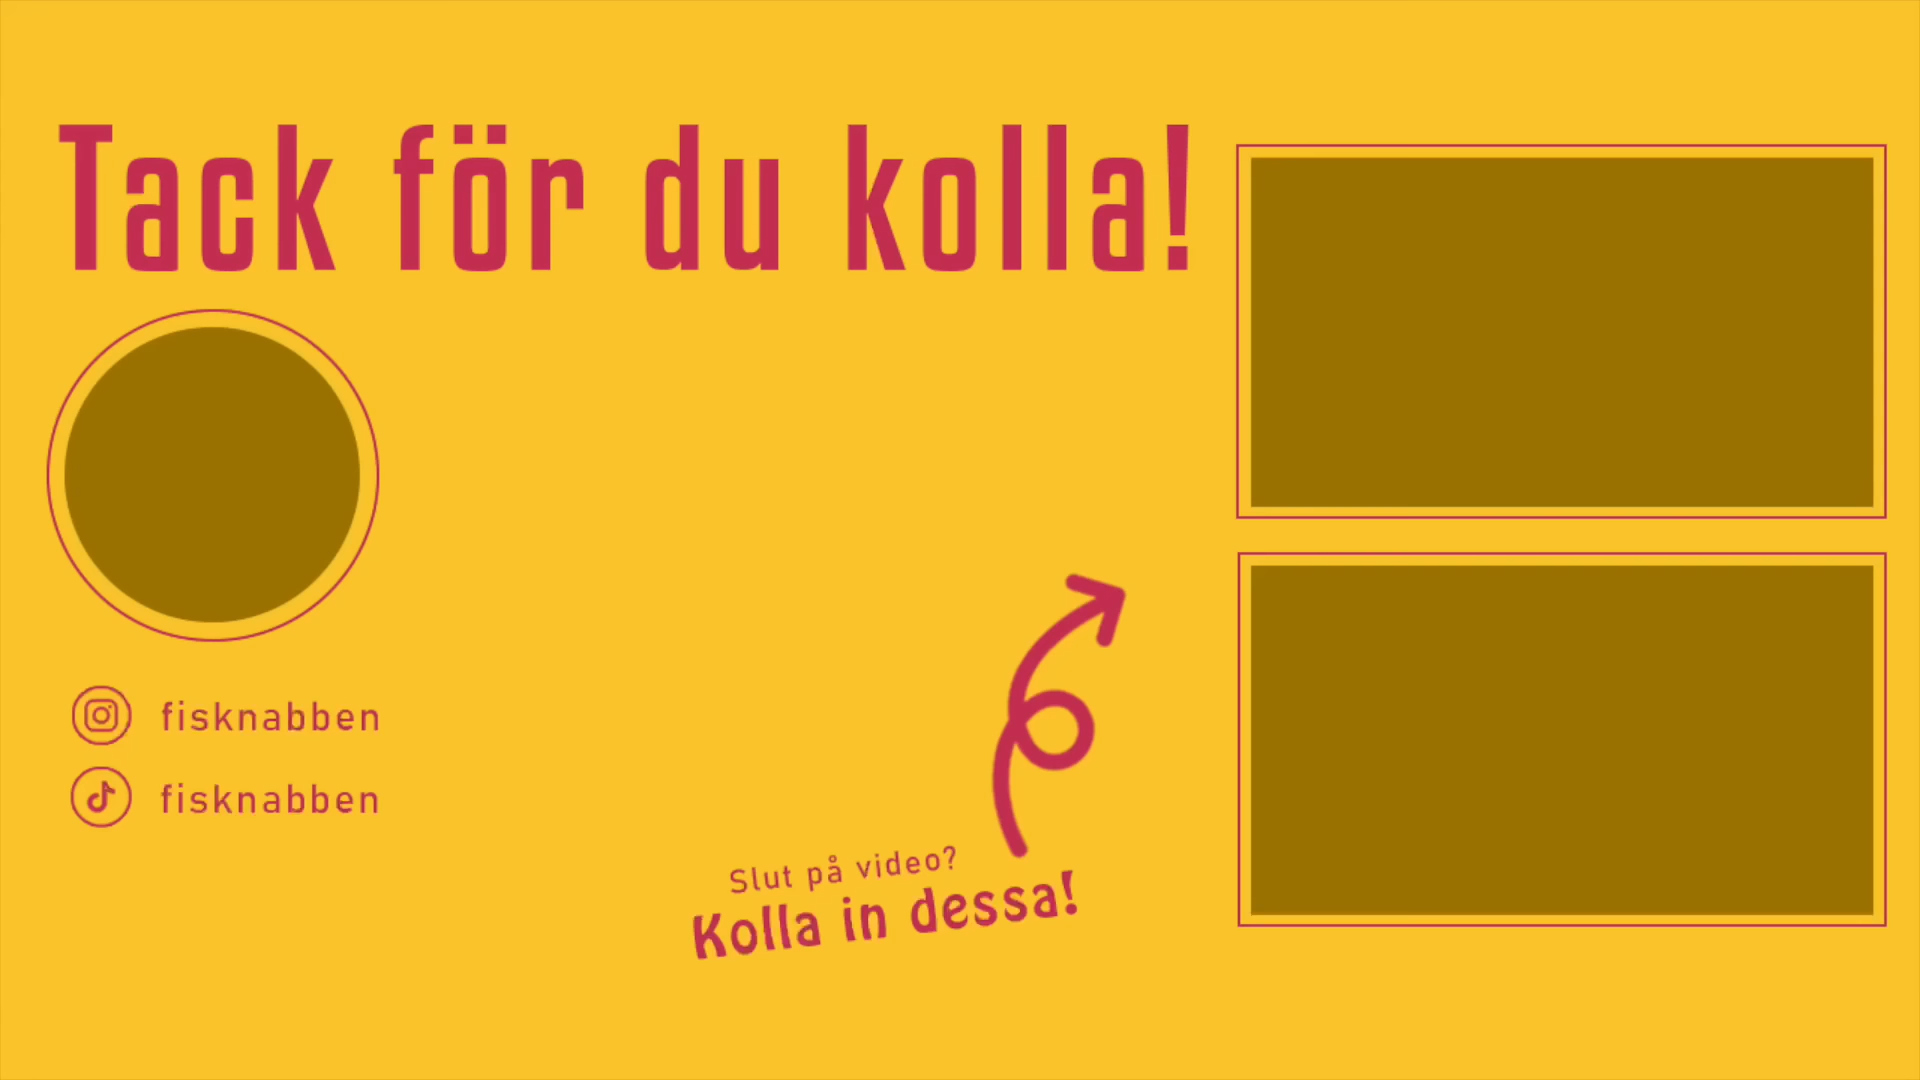 Tack för du kolla!
fisknabben
fisknabben
Slut på video?
Kolla in dessa!